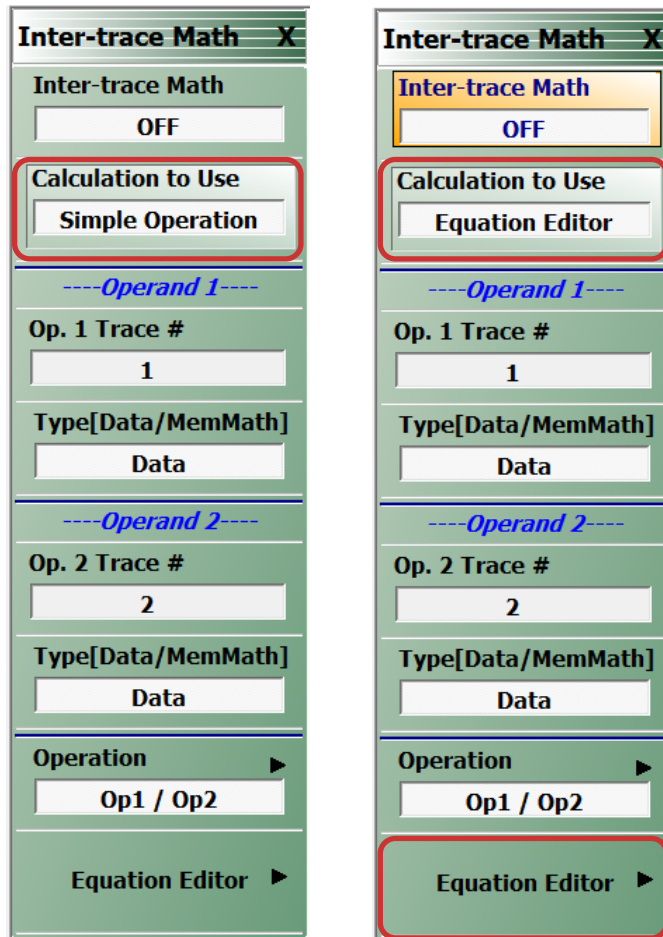 Inter-trace Math X
Inter-trace Math
OFF
Calculation to Use
Simple Operation
----Operand 1----
Op. 1 Trace #
1
Type[Data/MemMath]
Data
----Operand 2----
Op. 2 Trace #
2
Type[Data/MemMath]
Data
Operation
Op1 / Op2
Equation Editor
Inter-trace Math X
Inter-trace Math
OFF
Calculation to Use
Equation Editor
----Operand 1----
Op. 1 Trace #
1
Type[Data/MemMath]
Data
----Operand 2----
Op. 2 Trace #
2
Type[Data/MemMath]
Data
Operation
Op1 / Op2
Equation Editor